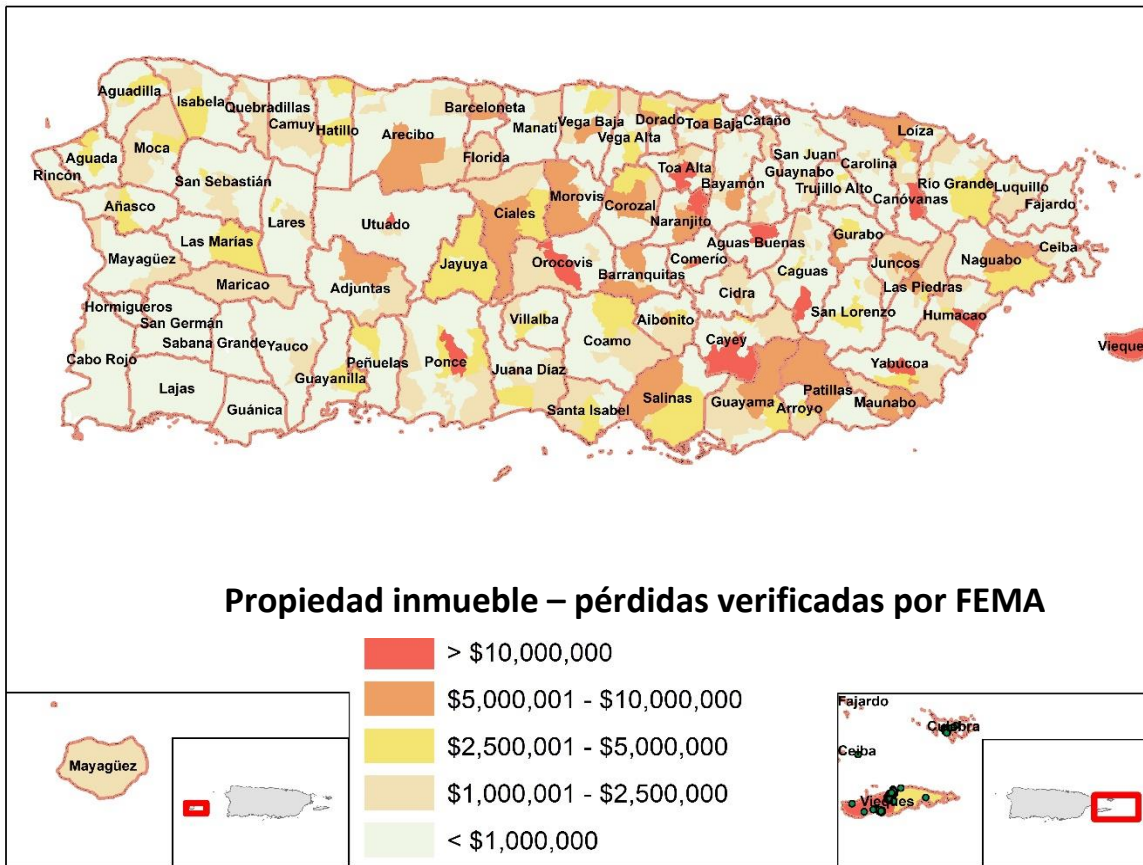 Aguadilla
Isabela
Quebradillas
Camuy
Hatillo
Arecibo
Barceloneta
Manatí
Vega Baja
Vega Alta
Dorado
Toa Baja
Cataño
Loíza
Aguada
Moca
Rincón
San Sebastián
Florida
Toa Alta
Bayamón
San Juan
Guaynabo
Carolina
Trujillo Alto
Canóvanas
Río Grande
Luquillo
Fajardo
Añasco
Lares
Utuado
Ciales
Morovis
Corozal
Naranjito
Las Marías
Mayagüez
Maricao
Adjuntas
Jayuya
Orocovis
Barranquitas
Comerío
Aguas Buenas
Gurabo
Caguas
Juncos
Naguabo
Ceiba
Las Piedras
Humacao
Cidra
San Lorenzo
Hormigueros
San Germán
Sabana Grande
Yauco
Cabo Rojo
Lajas
Guánica
Guayanilla
Peñuelas
Ponce
Juana Díaz
Villalba
Coamo
Aibonito
Cayey
Santa Isabel
Salinas
Guayama
Arroyo
Patillas
Maunabo
Yabucoa
Vieque
Propiedad inmueble – pérdidas verificadas por FEMA
> $10,000,000
$5,000,001 - $10,000,000
$2,500,001 - $5,000,000
$1,000,001 - $2,500,000
< $1,000,000
Mayagüez
Fajardo
Culebra
Ceiba
Vieques